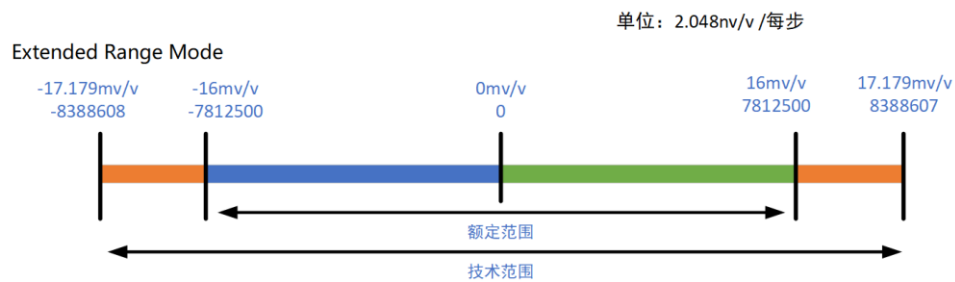 单位：2.048nv/v /每步
Extended Range Mode
-17.179mv/v -16mv/v 0mv/v 16mv/v 17.179mv/v
-8388608 -7812500 0 7812500 8388607
额定范围
技术范围